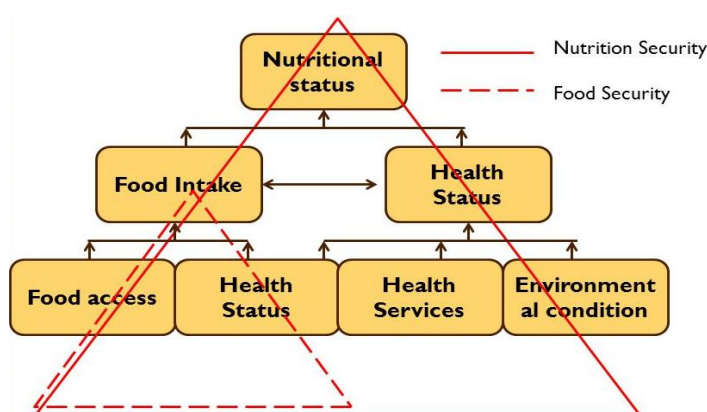 Nutritional
status
Nutrition Security
Food Security
Food Intake
Health
Status
Food access
Health
Status
Health
Services
Environment
al condition